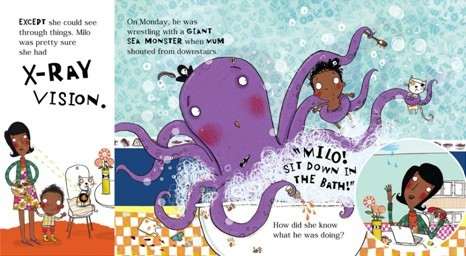 EXCEPT she could see
through things. Milo
was pretty sure
she had
X-RAY
VISION.
On Monday, he was
wrestling with a GIANT
SEA MONSTER when MUM
shouted from downstairs.
"MILO!
SIT DOWN IN
THE BATH!"
How did she know
what he was doing?